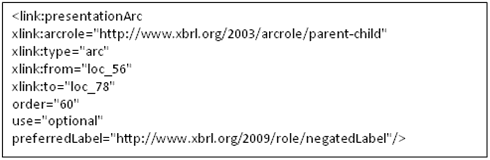 <link:presentationArc
xlink:arcrole="http://www.xbrl.org/2003/arcrole/parent-child"
xlink:type="arc"
xlink:from="loc_56"
xlink:to="loc_78"
order="60"
use="optional"
preferredLabel="http://www.xbrl.org/2009/role/negatedLabel"/>